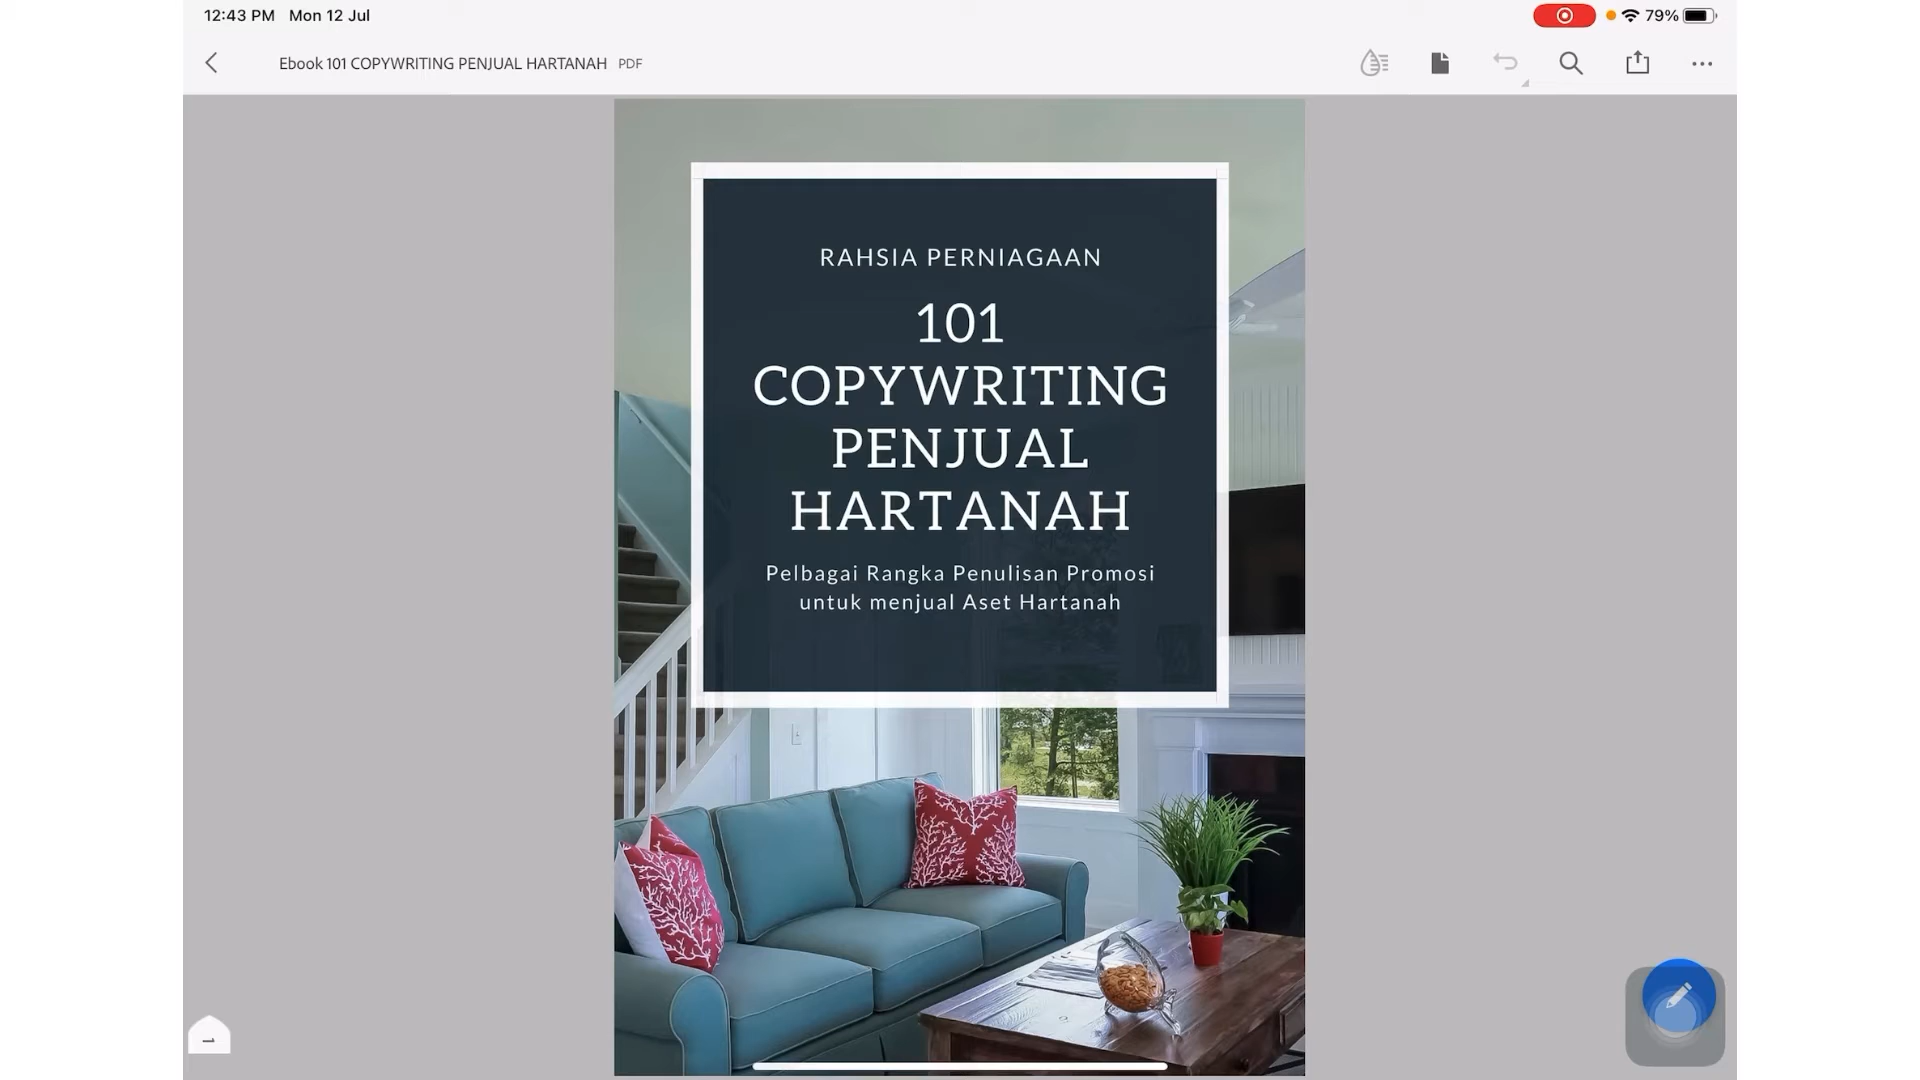 12:43 PM Mon 12 Jul
79%
Ebook 101 COPYWRITING PENJUAL HARTANAH PDF
RAHSIA PERNIAGAAN
101
COPYWRITING
PENJUAL
HARTANAH
Pelbagai Rangka Penulisan Promosi
untuk menjual Aset Hartanah
1